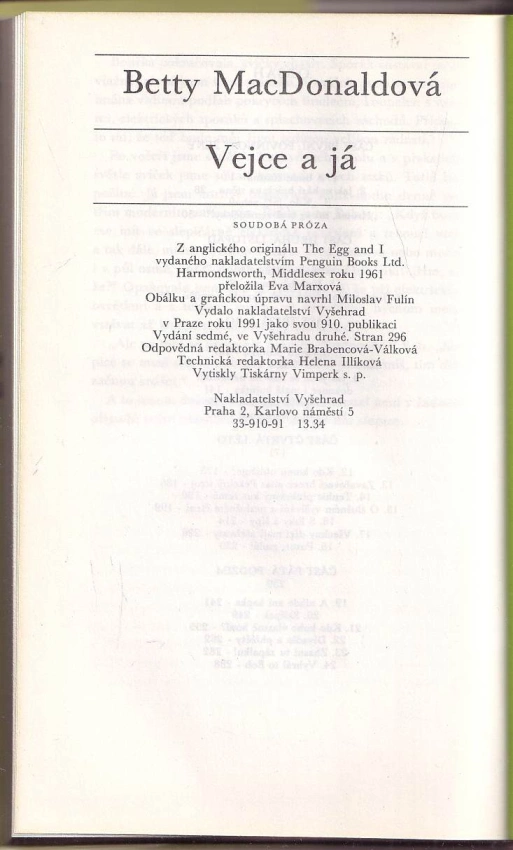 Betty MacDonaldová
Vejce a já
SOUDOBÁ PRÓZA
Z anglického originálu The Egg and I
vydaného nakladatelstvím Penguin Books Ltd.
Harmondsworth, Middlesex roku 1961
přeložila Eva Marxová
Obálku a grafickou úpravu navrhl Miloslav Fulín
Vydalo nakladatelství Vyšehrad
v Praze roku 1991 jako svou 910. publikaci
Vydání sedmé, ve Vyšehradu druhé. Stran 296
Odpovědná redaktorka Marie Brabencová-Válková
Technická redaktorka Helena Illíková
Vytiskly Tiskárny Vimperk s. p.
Nakladatelství Vyšehrad
Praha 2, Karlovo náměstí 5
33-910-91 13.34